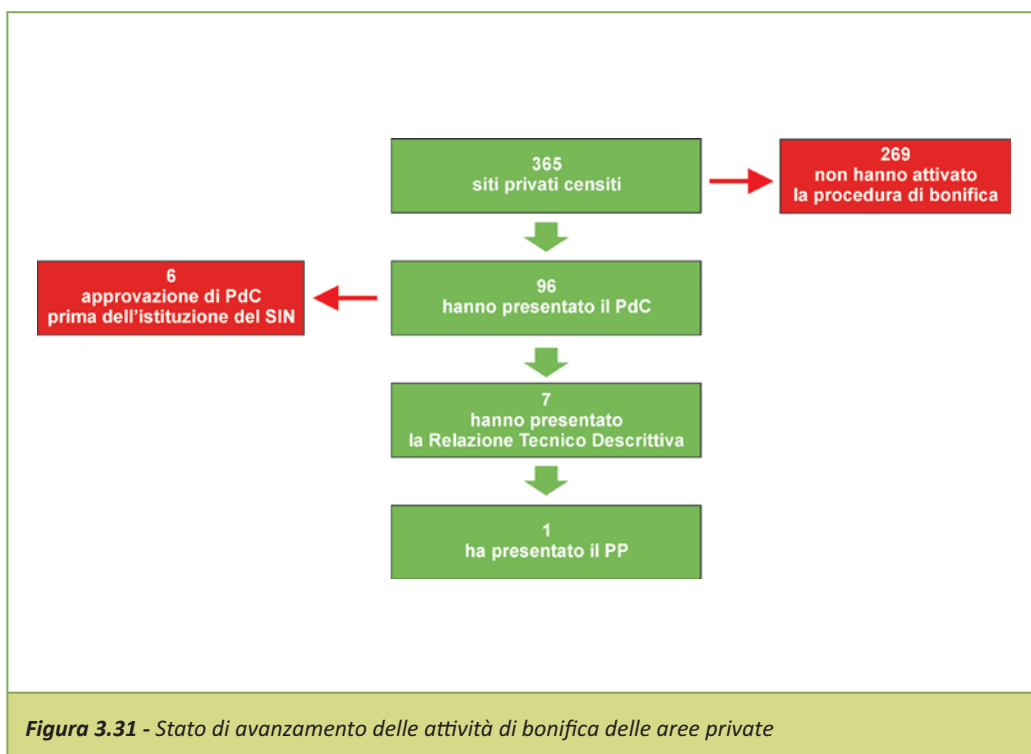 365
siti privati censiti
269
non hanno attivato
la procedura di bonifica
6
approvazione di PdC
prima dell'istituzione del SIN
96
hanno presentato il PdC
7
hanno presentato
la Relazione Tecnico Descrittiva
1
ha presentato il PP
Figura 3.31 - Stato di avanzamento delle attività di bonifica delle aree private